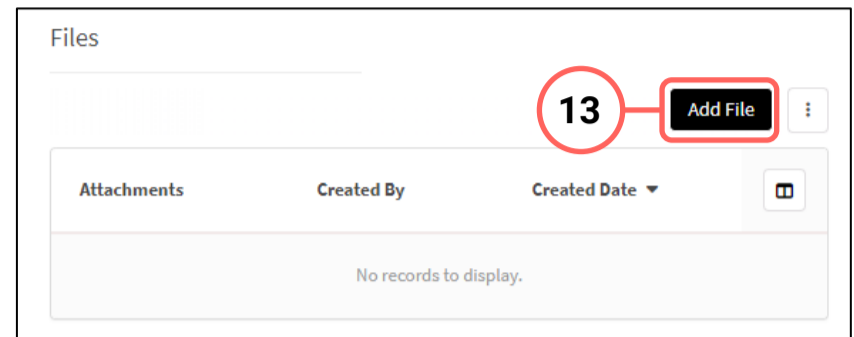 Files
13 Add File
Attachments Created By Created Date
No records to display.